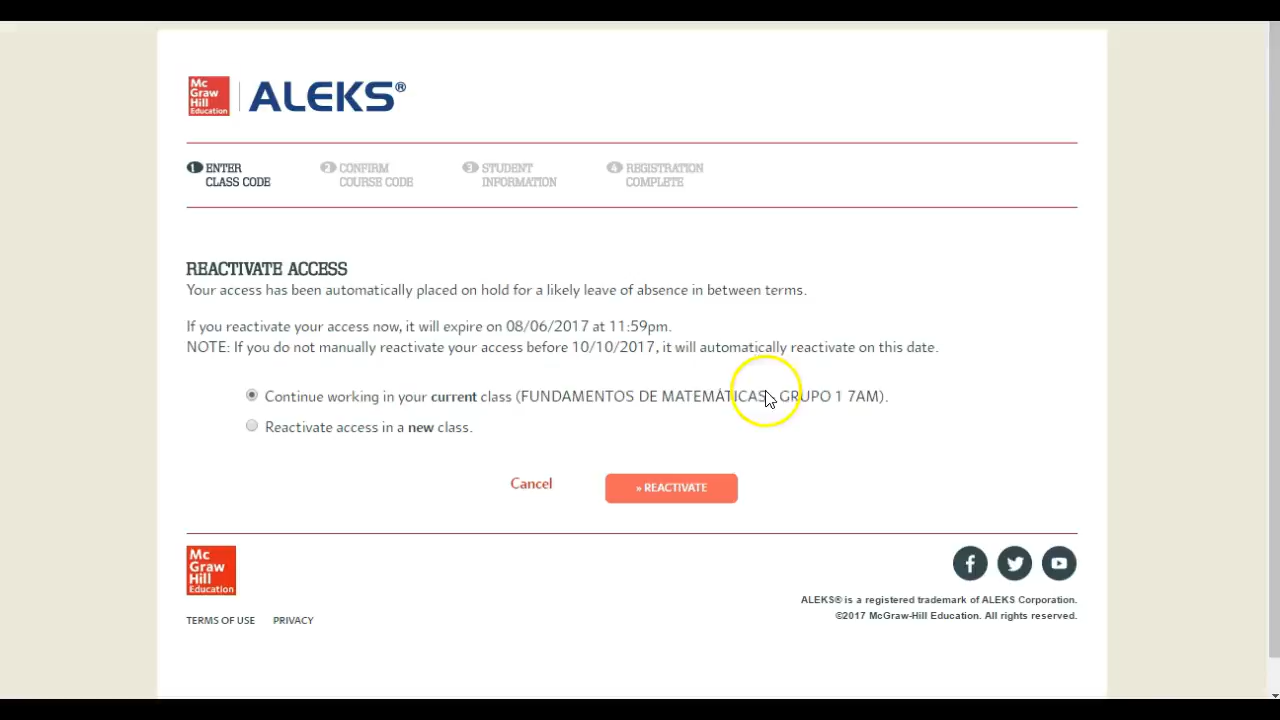 Mc
Graw
Hill
Education
ALEKS®
1 ENTER
CLASS CODE
2 CONFIRM
COURSE CODE
3 STUDENT
INFORMATION
4 REGISTRATION
COMPLETE
REACTIVATE ACCESS
Your access has been automatically placed on hold for a likely leave of absence in between terms.
If you reactivate your access now, it will expire on 08/06/2017 at 11:59pm.
NOTE: If you do not manually reactivate your access before 10/10/2017, it will automatically reactivate on this date.
Continue working in your current class (FUNDAMENTOS DE MATEMÁTICAS, GRUPO 1 7AM).
Reactivate access in a new class.
Cancel
» REACTIVATE
Mc
Graw
Hill
Education
TERMS OF USE PRIVACY
ALEKS® is a registered trademark of ALEKS Corporation.
©2017 McGraw-Hill Education. All rights reserved.